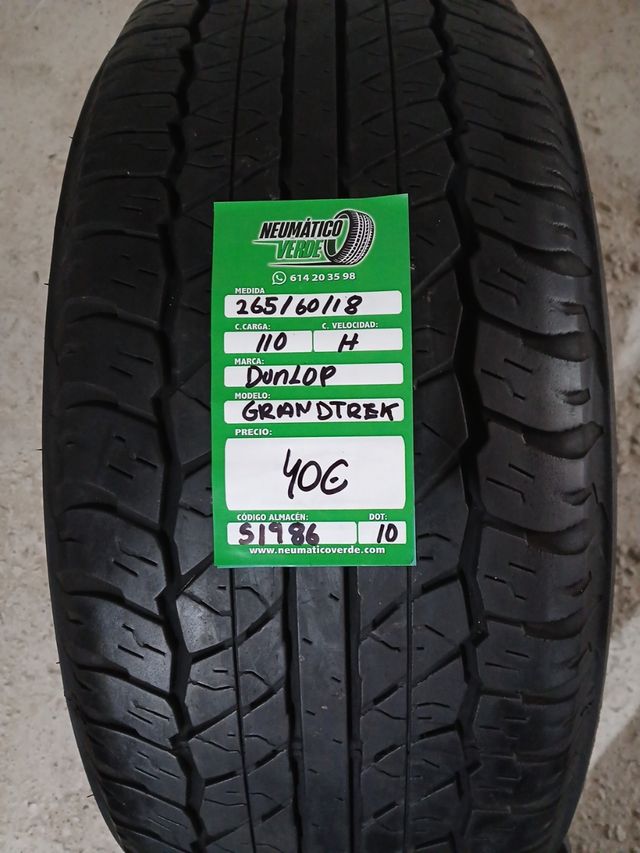 NEUMÁTICO
VERDE
614 20 35 98
MEDIDA
265/60/18
C.CARGA: C. VELOCIDAD:
110 H
MARCA:
DUNLOP
MODELO:
GRANDTREK
PRECIO:
40€
CÓDIGO ALMACÉN: DOT:
S1986 10
www.neumaticoverde.com